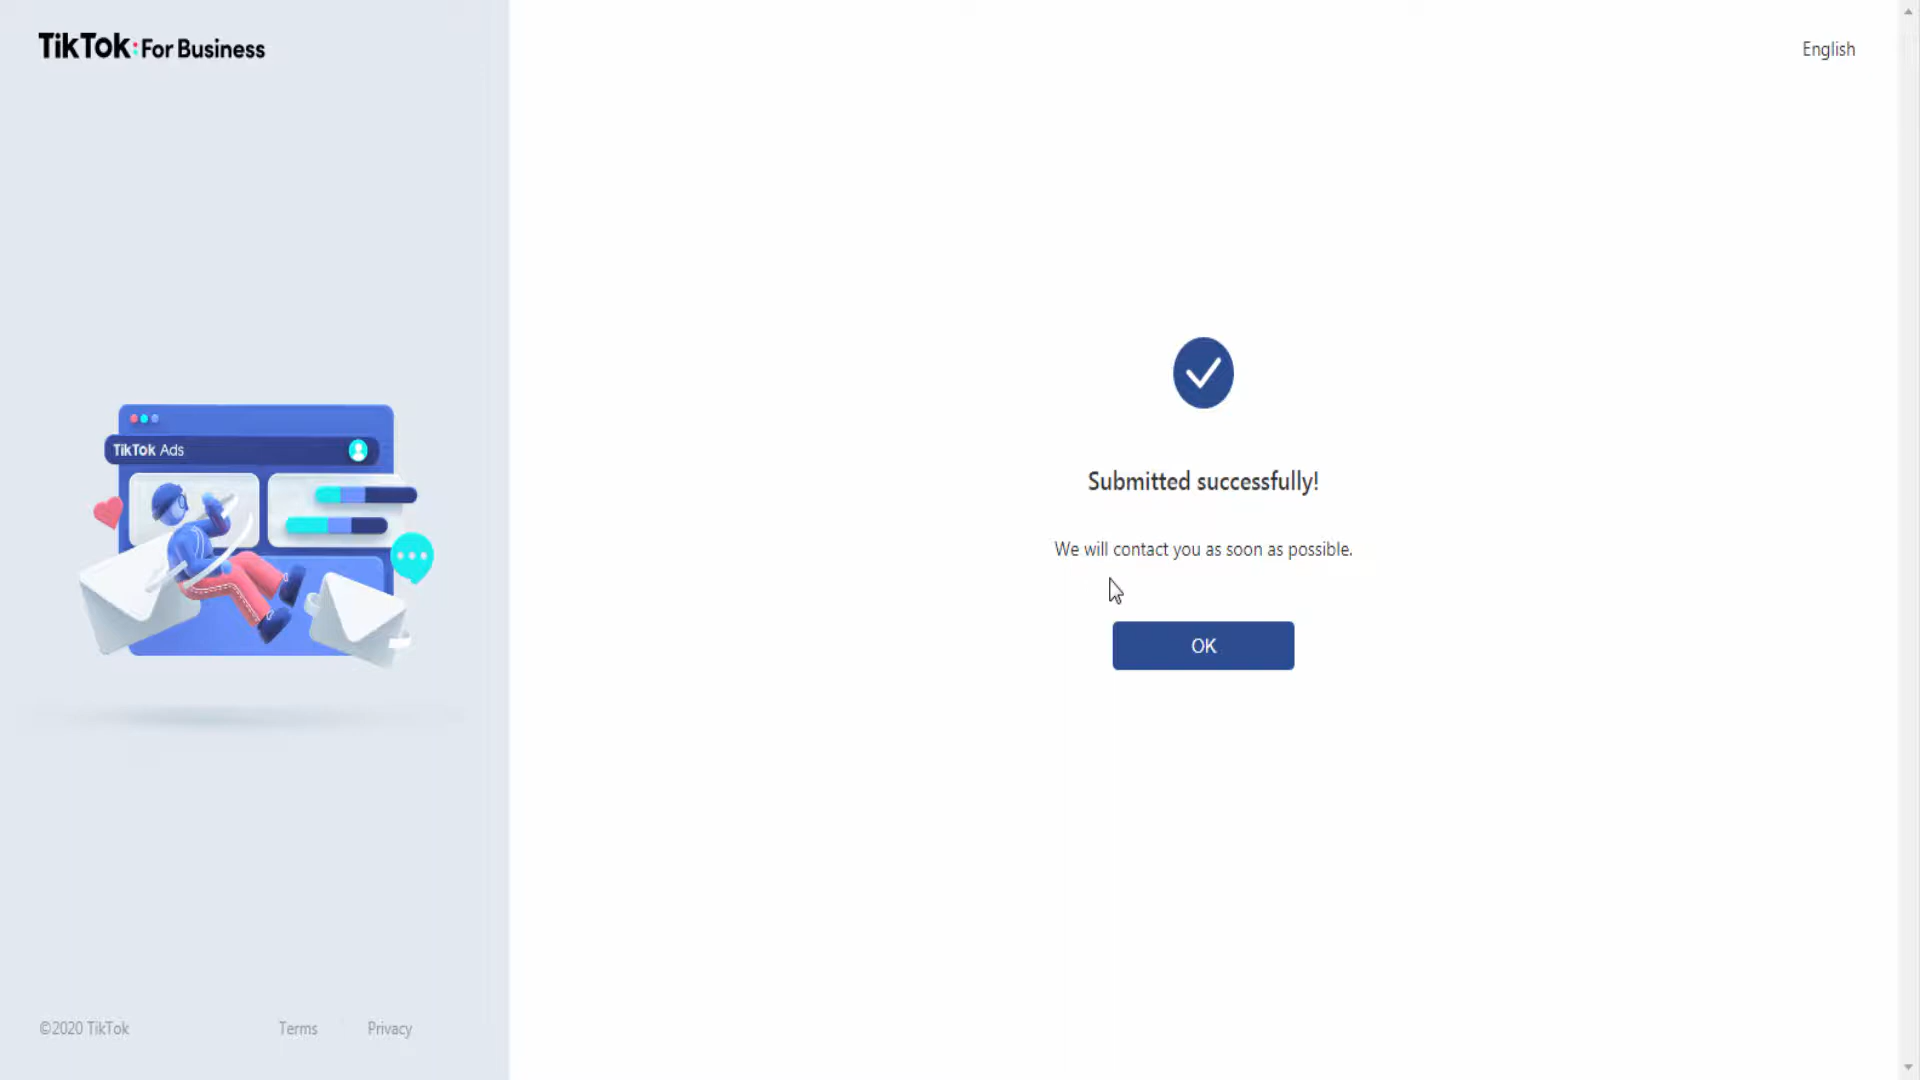 TikTok: For Business
English
TikTok Ads
Submitted successfully!
We will contact you as soon as possible.
OK
©2020 TikTok
Terms
Privacy